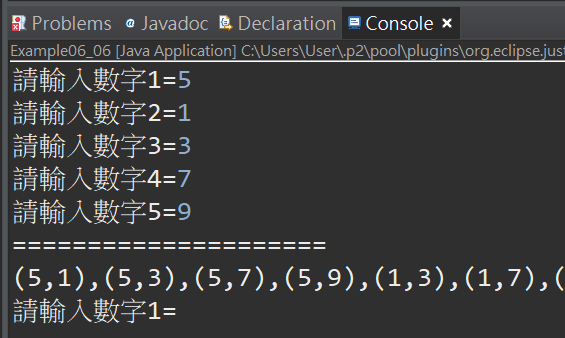 Problems @ Javadoc Declaration Console ×
Example06_06 [Java Application] C:\Users\User\.p2\pool\plugins\org.eclipse.just
請輸入數字1=5
請輸入數字2=1
請輸入數字3=3
請輸入數字4=7
請輸入數字5=9
=====================
(5,1),(5,3),(5,7),(5,9),(1,3),(1,7),(
請輸入數字1=